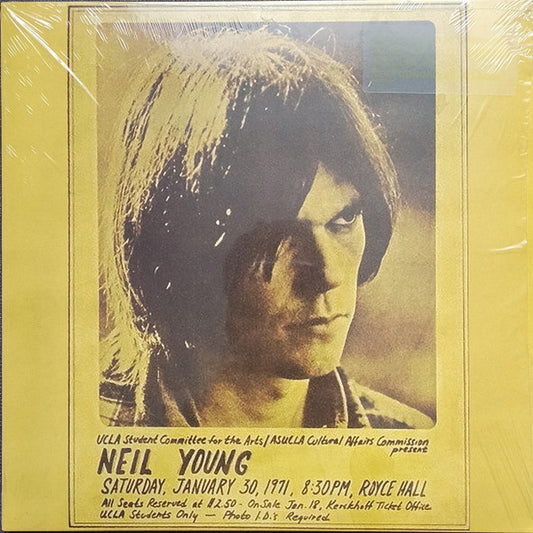 UCLA Student Committee for the Arts/ASUCLA Cultural Affairs Commission
present
NEIL YOUNG
SATURDAY, JANUARY 30, 1971, 8:30PM, ROYCE HALL
All Seats Reserved at $2.50 - On Sale Jan. 18, Kerckhoff Ticket Office
UCLA Students Only — Photo I.D.'s Required